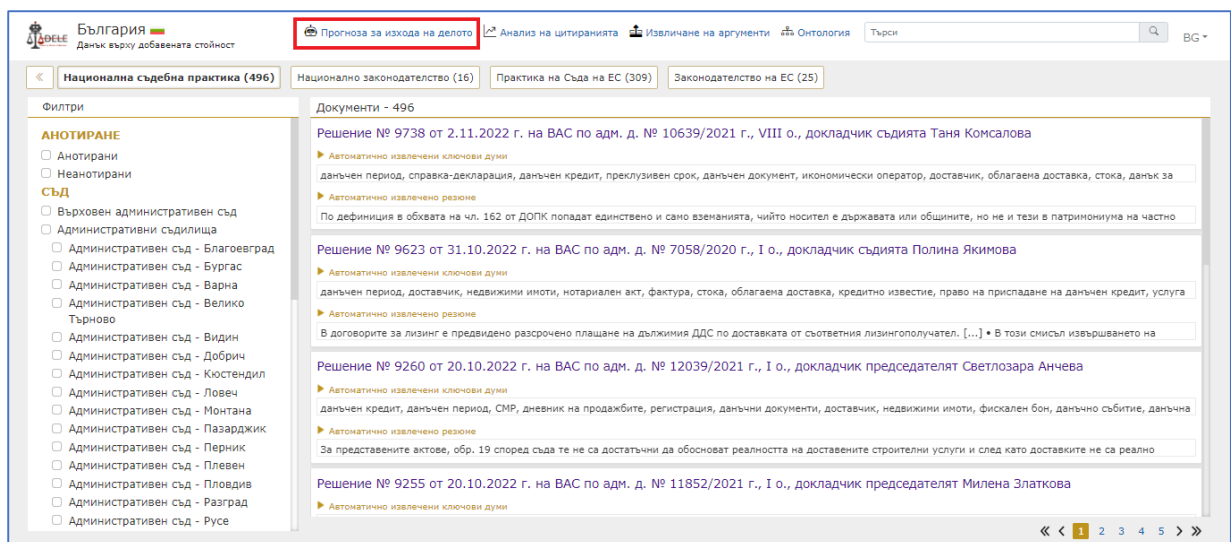 ADELE
България
Данък върху добавената стойност
Прогноза за изхода на делото
Анализ на цитиранията
Извличане на аргументи
Онтология
Търси
BG
Национална съдебна практика (496)
Национално законодателство (16)
Практика на Съда на ЕС (309)
Законодателство на ЕС (25)
Филтри
АНОТИРАНЕ
Анотирани
Неанотирани
СЪД
Върховен административен съд
Административни съдилища
Административен съд - Благоевград
Административен съд - Бургас
Административен съд - Варна
Административен съд - Велико
Търново
Административен съд - Видин
Административен съд - Добрич
Административен съд - Кюстендил
Административен съд - Ловеч
Административен съд - Монтана
Административен съд - Пазарджик
Административен съд - Перник
Административен съд - Плевен
Административен съд - Пловдив
Административен съд - Разград
Административен съд - Русе
Документи - 496
Решение № 9738 от 2.11.2022 г. на ВАС по адм. д. № 10639/2021 г., VIII о., докладчик съдията Таня Комсалова
Автоматично извлечени ключови думи
данъчен период, справка-декларация, данъчен кредит, преклузивен срок, данъчен документ, икономически оператор, доставчик, облагаема доставка, стока, данък за
Автоматично извлечено резюме
По дефиниция в обхвата на чл. 162 от ДОПК попадат единствено и само вземанията, чийто носител е държавата или общините, но не и тези в патримониума на частно
Решение № 9623 от 31.10.2022 г. на ВАС по адм. д. № 7058/2020 г., I о., докладчик съдията Полина Якимова
Автоматично извлечени ключови думи
данъчен период, доставчик, недвижими имоти, нотариален акт, фактура, стока, облагаема доставка, кредитно известие, право на приспадане на данъчен кредит, услуга
Автоматично извлечено резюме
В договорите за лизинг е предвидено разсрочено плащане на дължимия ДДС по доставката от съответния лизингополучател. [...] • В този смисъл извършването на
Решение № 9260 от 20.10.2022 г. на ВАС по адм. д. № 12039/2021 г., I о., докладчик председателят Светлозара Анчева
Автоматично извлечени ключови думи
данъчен кредит, данъчен период, СМР, дневник на продажбите, регистрация, данъчни документи, доставчик, недвижими имоти, фискален бон, данъчно събитие, данъчна
Автоматично извлечено резюме
За представените актове, обр. 19 според съда те не са достатъчни да обосноват реалността на доставените строителни услуги и след като доставките не са реално
Решение № 9255 от 20.10.2022 г. на ВАС по адм. д. № 11852/2021 г., I о., докладчик председателят Милена Златкова
Автоматично извлечени ключови думи
1 2 3 4 5